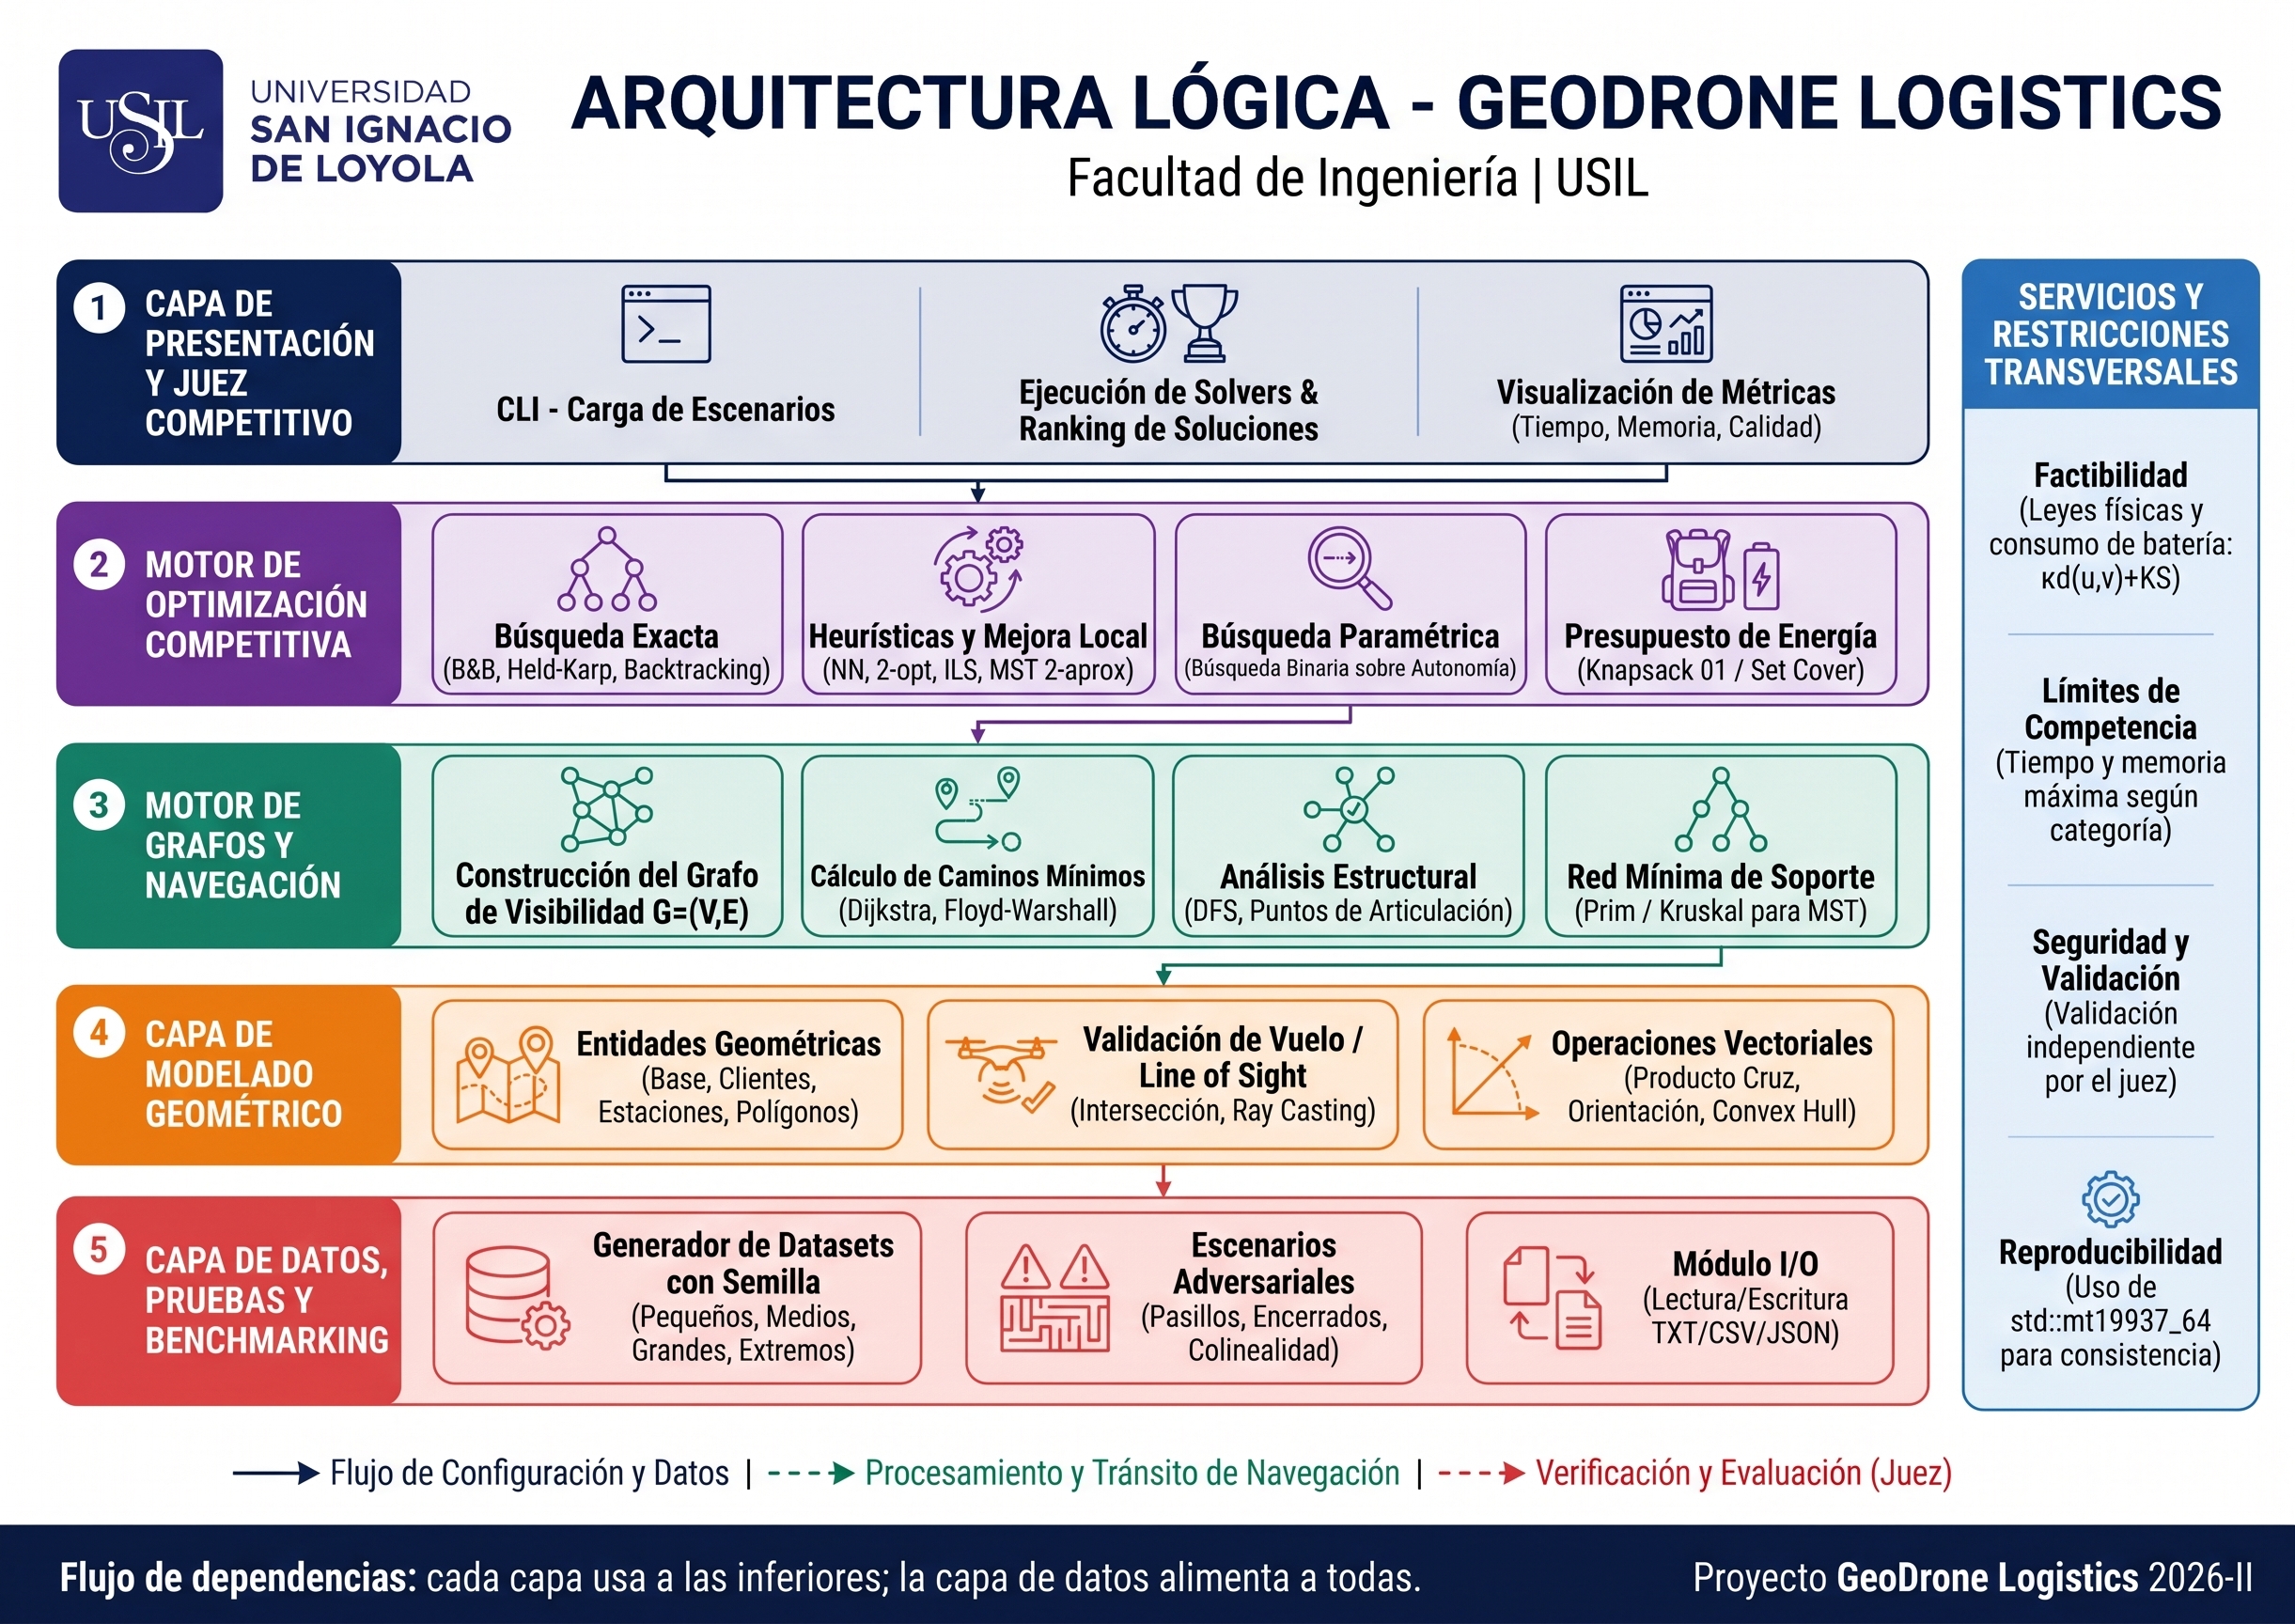 USIL
UNIVERSIDAD
SAN IGNACIO
DE LOYOLA
ARQUITECTURA LÓGICA - GEODRONE LOGISTICS
Facultad de Ingeniería | USIL
1
CAPA DE
PRESENTACIÓN
Y JUEZ
COMPETITIVO
CLI - Carga de Escenarios
Ejecución de Solvers &
Ranking de Soluciones
Visualización de Métricas
(Tiempo, Memoria, Calidad)
2
MOTOR DE
OPTIMIZACIÓN
COMPETITIVA
Búsqueda Exacta
(B&B, Held-Karp, Backtracking)
Heurísticas y Mejora Local
(NN, 2-opt, ILS, MST 2-aprox)
Búsqueda Paramétrica
(Búsqueda Binaria sobre Autonomía)
Presupuesto de Energía
(Knapsack 01 / Set Cover)
3
MOTOR DE
GRAFOS Y
NAVEGACIÓN
Construcción del Grafo
de Visibilidad G=(V,E)
Cálculo de Caminos Mínimos
(Dijkstra, Floyd-Warshall)
Análisis Estructural
(DFS, Puntos de Articulación)
Red Mínima de Soporte
(Prim / Kruskal para MST)
4
CAPA DE
MODELADO
GEOMÉTRICO
Entidades Geométricas
(Base, Clientes,
Estaciones, Polígonos)
Validación de Vuelo /
Line of Sight
(Intersección, Ray Casting)
Operaciones Vectoriales
(Producto Cruz,
Orientación, Convex Hull)
5
CAPA DE DATOS,
PRUEBAS Y
BENCHMARKING
Generador de Datasets
con Semilla
(Pequeños, Medios,
Grandes, Extremos)
Escenarios
Adversariales
(Pasillos, Encerrados,
Colinealidad)
Módulo I/O
(Lectura/Escritura
TXT/CSV/JSON)
SERVICIOS Y
RESTRICCIONES
TRANSVERSALES
Factibilidad
(Leyes físicas y
consumo de batería:
κd(u,v)+KS)
Límites de
Competencia
(Tiempo y memoria
máxima según
categoría)
Seguridad y
Validación
(Validación
independiente
por el juez)
Reproducibilidad
(Uso de
std::mt19937_64
para consistencia)
Flujo de Configuración y Datos | Procesamiento y Tránsito de Navegación | Verificación y Evaluación (Juez)
Flujo de dependencias: cada capa usa a las inferiores; la capa de datos alimenta a todas.
Proyecto GeoDrone Logistics 2026-II